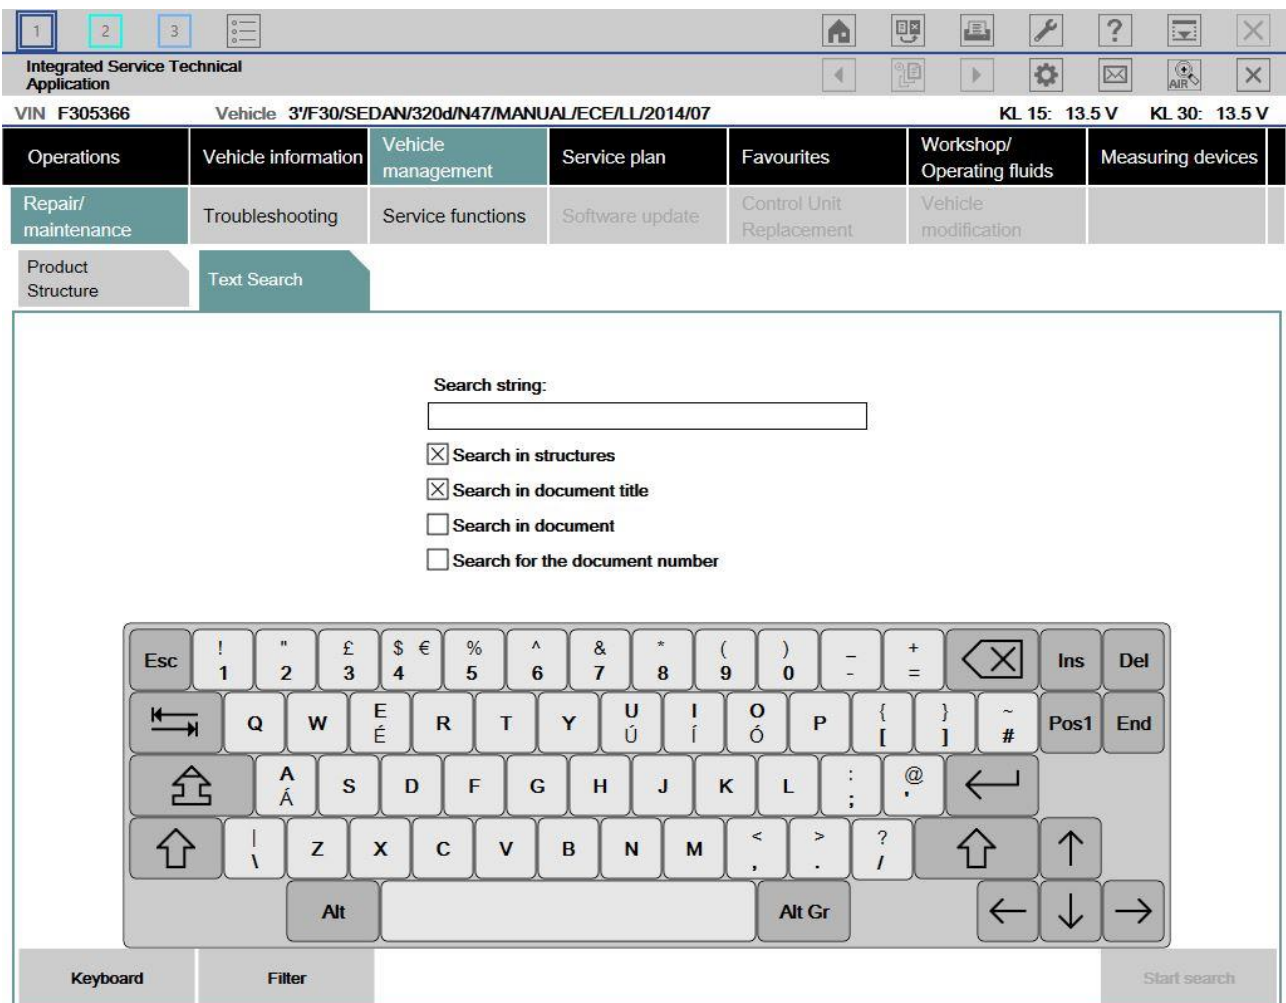 1 2 3
Integrated Service Technical
Application
AIR
VIN F305366 Vehicle 3'/F30/SEDAN/320d/N47/MANUAL/ECE/LL/2014/07 KL 15: 13.5 V KL 30: 13.5 V
Operations
Vehicle information
Vehicle
management
Service plan
Favourites
Workshop/
Operating fluids
Measuring devices
Repair/
maintenance
Troubleshooting
Service functions
Software update
Control Unit
Replacement
Vehicle
modification
Product
Structure
Text Search
Search string:
Search in structures
Search in document title
Search in document
Search for the document number
! " £ $ € % ^ & * ( ) _ +
Esc 1 2 3 4 5 6 7 8 9 0 - = Ins Del
Q W E R T Y U I O P { } ~ Pos1 End
É Ú Í Ó [ ] #
A S D F G H J K L : @
Á ; '
| Z X C V B N M < > ?
\ , . /
Alt Alt Gr
Keyboard Filter Start search